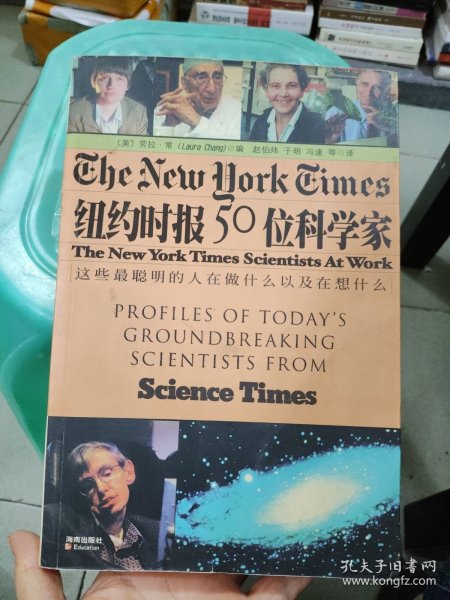 〔美〕劳拉·常（Laura Chang）⊙编 赵伯炜 于明 冯速 等⊙译
The New York Times
纽约时报50位科学家
The New York Times Scientists At Work
这些最聪明的人在做什么以及在想什么
PROFILES OF TODAY'S
GROUNDBREAKING
SCIENTISTS FROM
Science Times
海南出版社
Education
孔夫子旧书网
www.kongfz.com